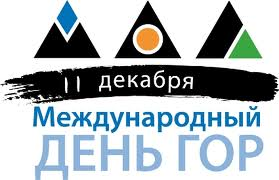 11 декабря
Международный
ДЕНЬ ГОР